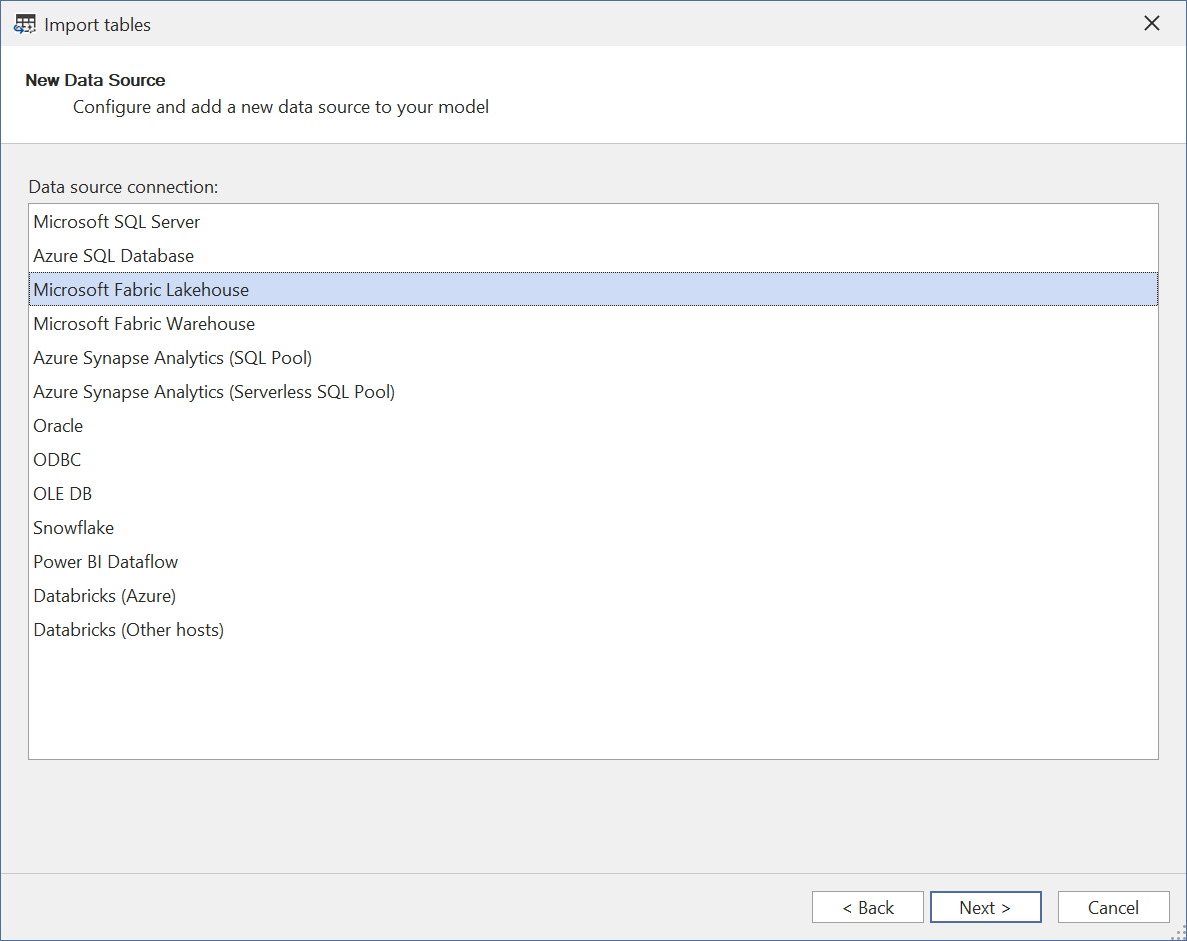 Import tables
New Data Source
Configure and add a new data source to your model
Data source connection:
Microsoft SQL Server
Azure SQL Database
Microsoft Fabric Lakehouse
Microsoft Fabric Warehouse
Azure Synapse Analytics (SQL Pool)
Azure Synapse Analytics (Serverless SQL Pool)
Oracle
ODBC
OLE DB
Snowflake
Power BI Dataflow
Databricks (Azure)
Databricks (Other hosts)
< Back Next > Cancel